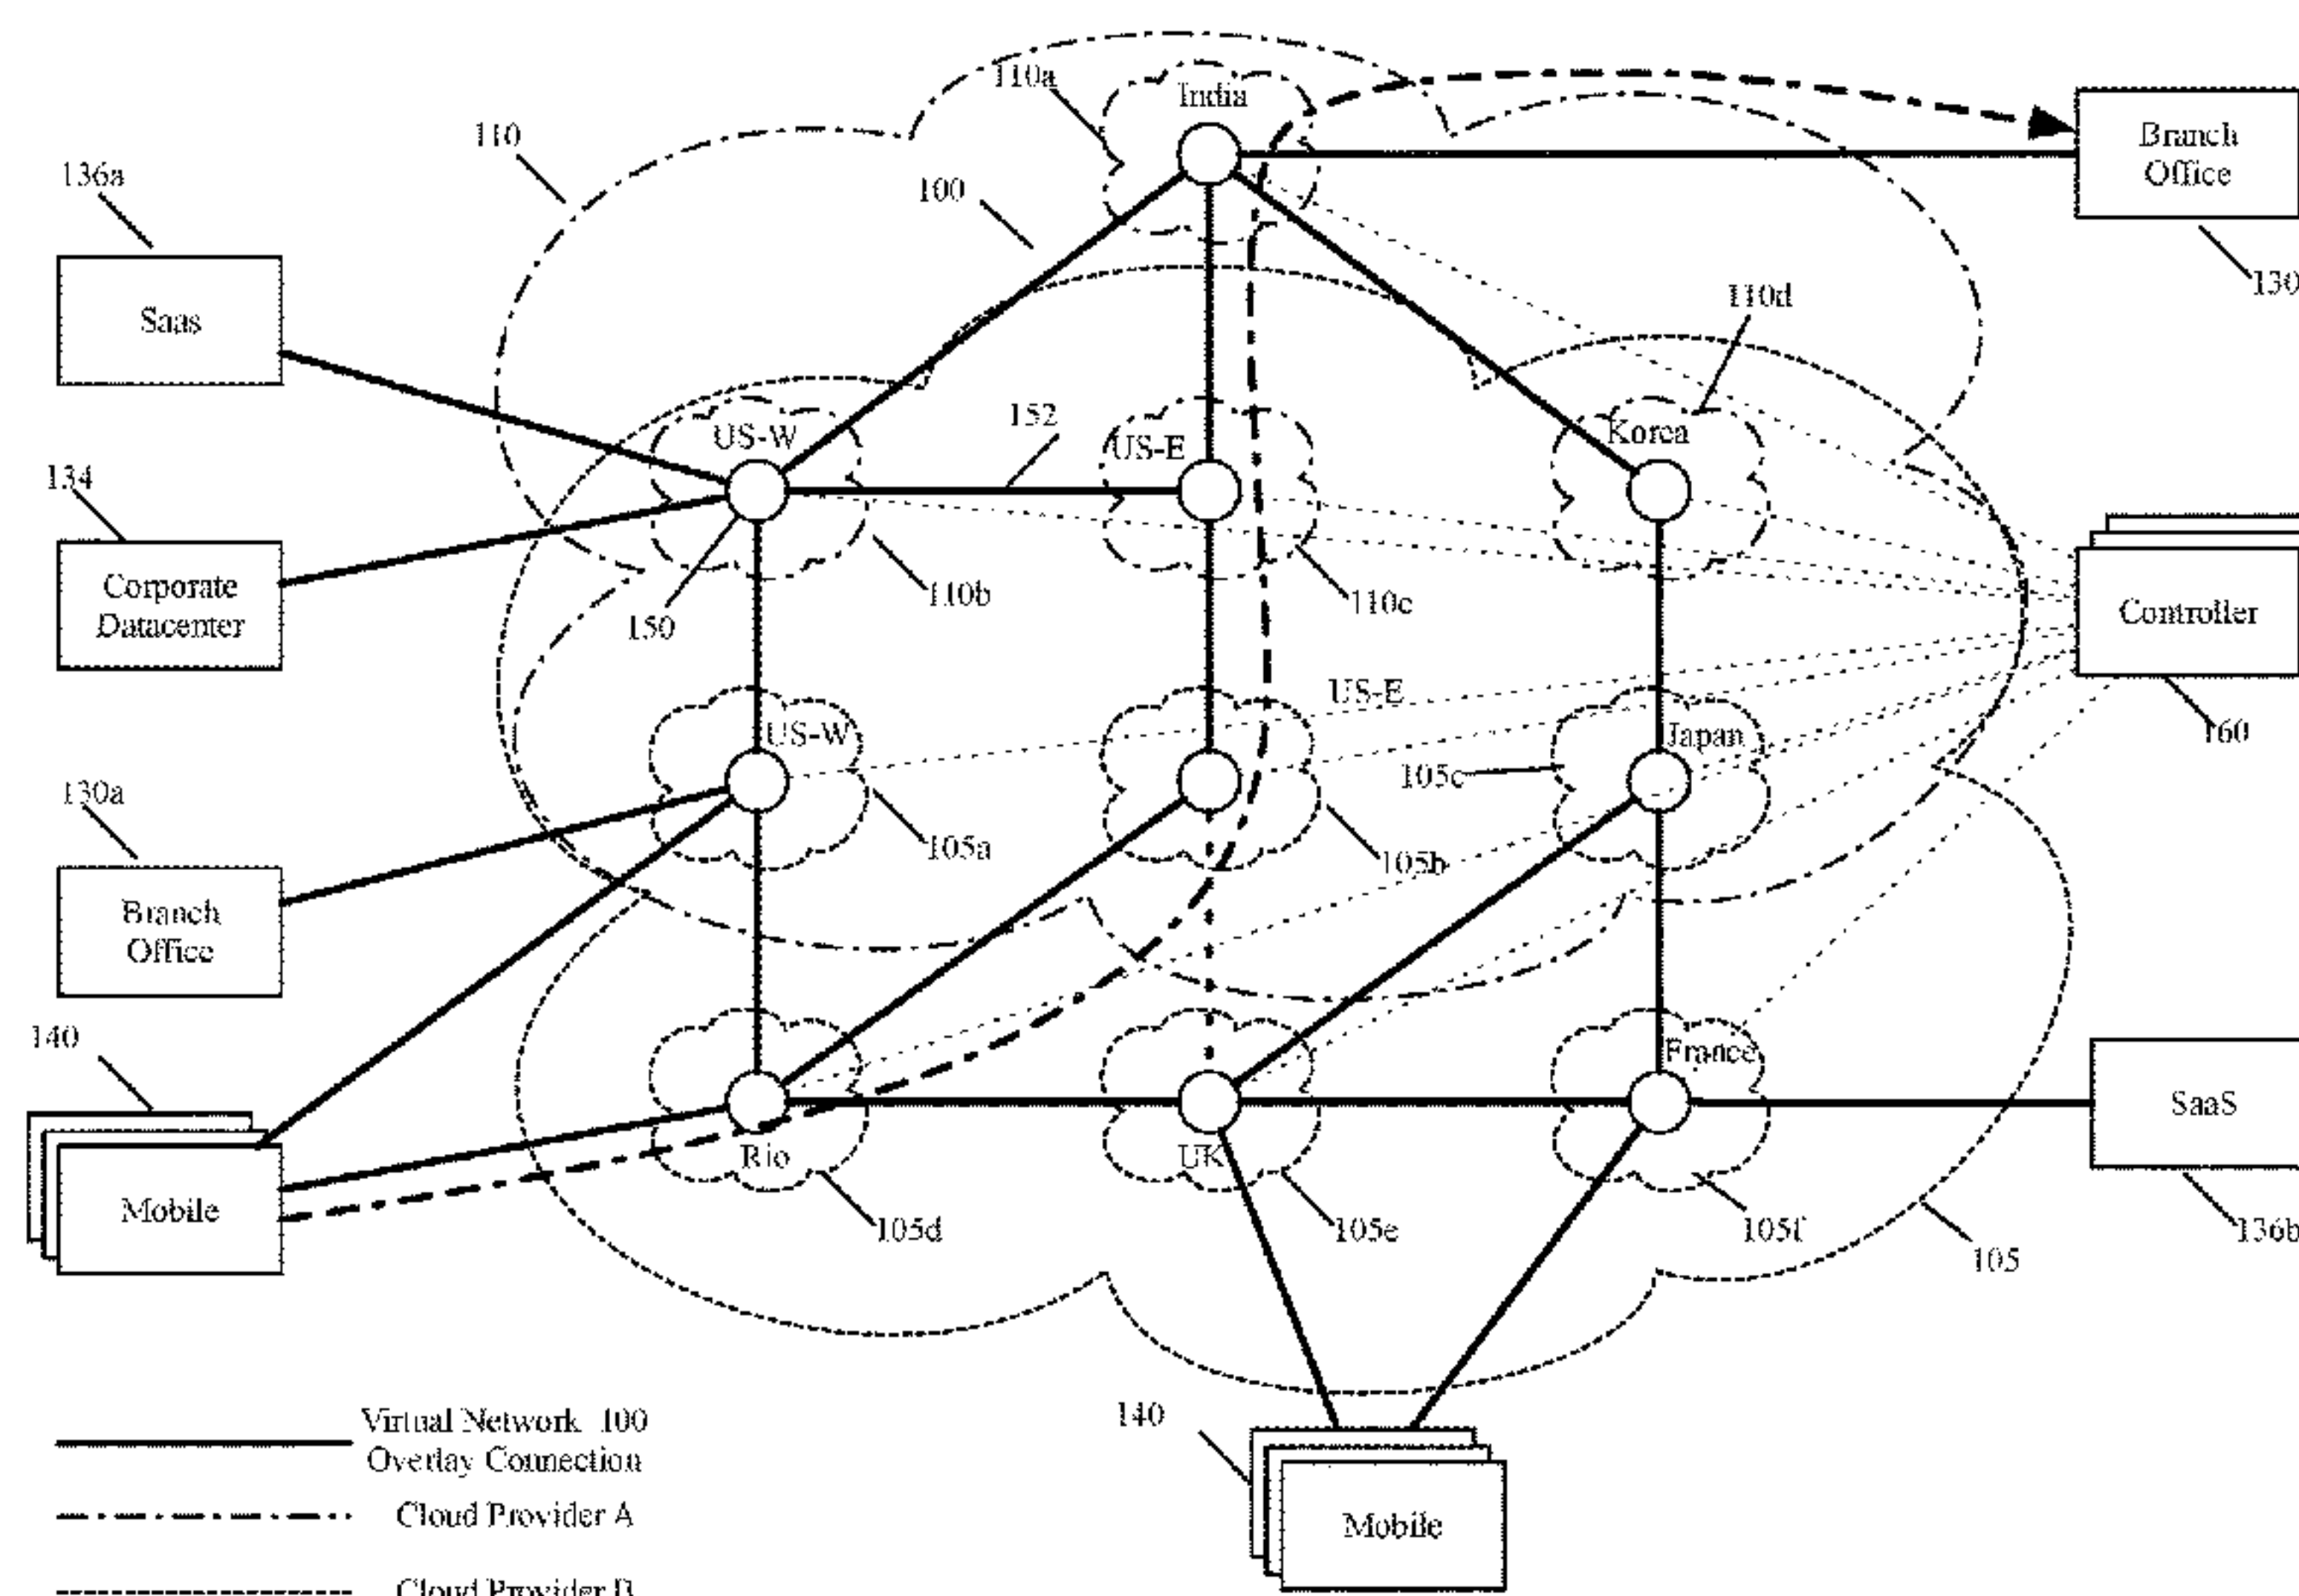 110a
India
110
Branch
Office
136a
100
130
110d
Saas
152
US-W
US-E
Korea
134
Corporate
Datacenter
110b
110c
Controller
150
US-E
US-W
Japan
160
105c
130a
105a
105b
Branch
Office
140
France
SaaS
Rio
UK
Mobile
105d
105e
105f
136b
105
Virtual Network 100
Overlay Connection
140
Cloud Provider A
Mobile
Cloud Provider B